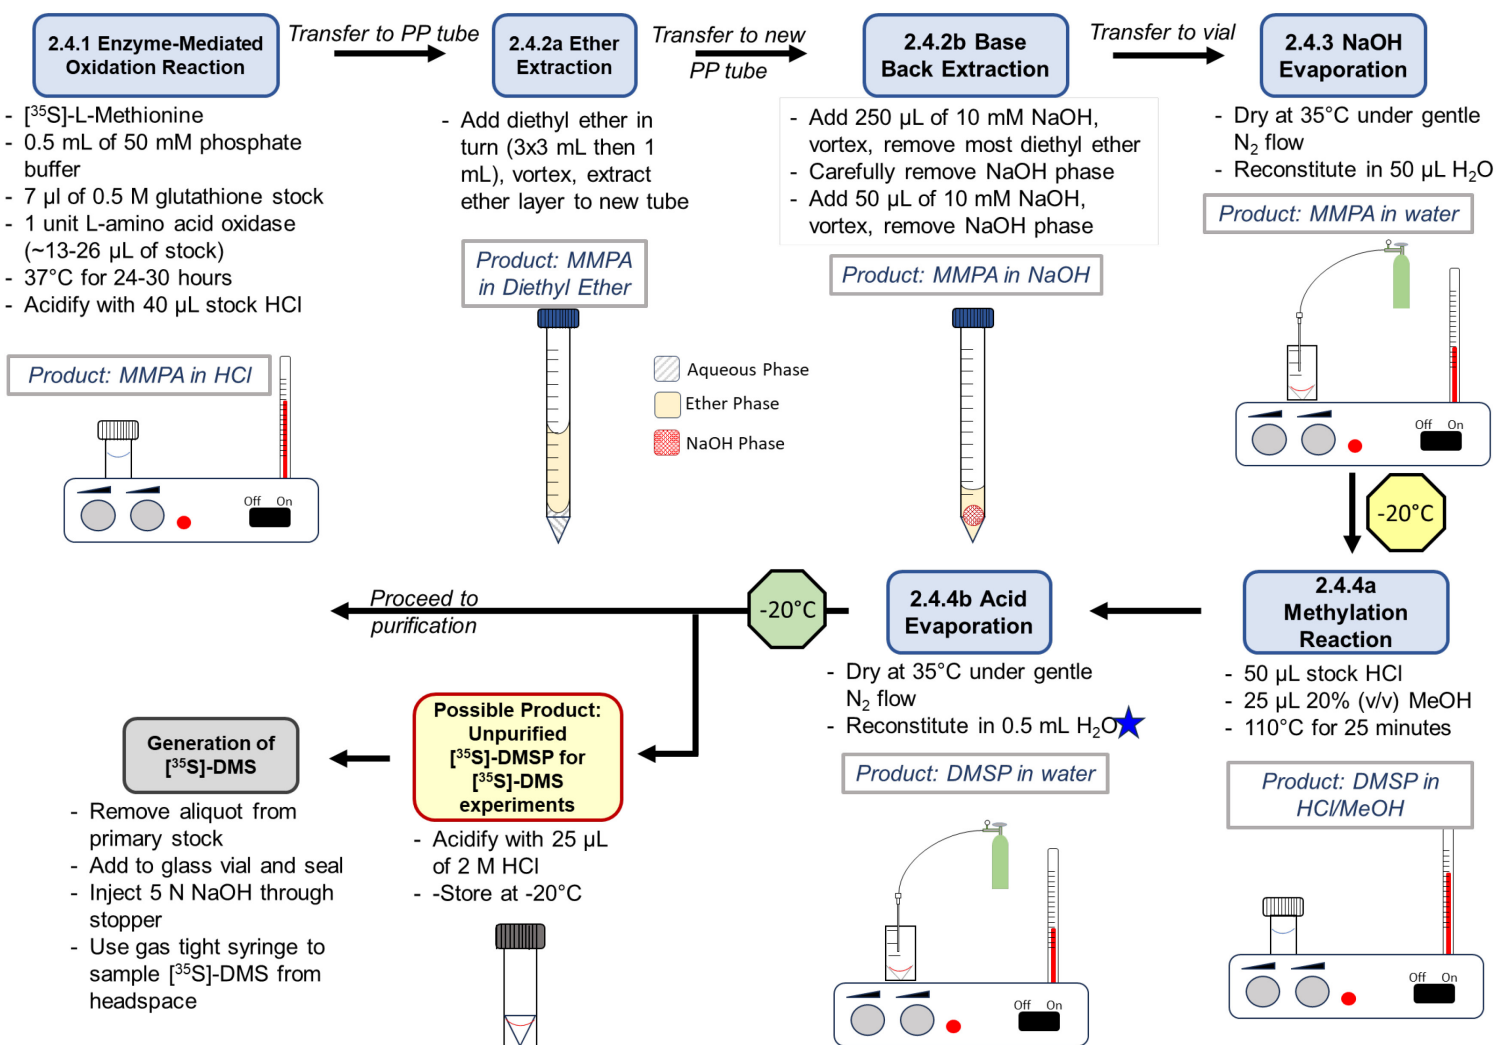 2.4.1 Enzyme-Mediated
Oxidation Reaction
- [³⁵S]-L-Methionine
- 0.5 mL of 50 mM phosphate
buffer
- 7 µl of 0.5 M glutathione stock
- 1 unit L-amino acid oxidase
(~13-26 µL of stock)
- 37°C for 24-30 hours
- Acidify with 40 µL stock HCl
Product: MMPA in HCl
Off On
Transfer to PP tube
2.4.2a Ether
Extraction
- Add diethyl ether in
turn (3x3 mL then 1
mL), vortex, extract
ether layer to new tube
Product: MMPA
in Diethyl Ether
Aqueous Phase
Ether Phase
NaOH Phase
Transfer to new
PP tube
2.4.2b Base
Back Extraction
- Add 250 µL of 10 mM NaOH,
vortex, remove most diethyl ether
- Carefully remove NaOH phase
- Add 50 µL of 10 mM NaOH,
vortex, remove NaOH phase
Product: MMPA in NaOH
Transfer to vial
2.4.3 NaOH
Evaporation
- Dry at 35°C under gentle
N₂ flow
- Reconstitute in 50 µL H₂O
Product: MMPA in water
Off On
-20°C
2.4.4a
Methylation
Reaction
- 50 µL stock HCl
- 25 µL 20% (v/v) MeOH
- 110°C for 25 minutes
Product: DMSP in
HCl/MeOH
Off On
2.4.4b Acid
Evaporation
- Dry at 35°C under gentle
N₂ flow
- Reconstitute in 0.5 mL H₂O
Product: DMSP in water
Off On
-20°C
Proceed to
purification
Possible Product:
Unpurified
[³⁵S]-DMSP for
[³⁵S]-DMS
experiments
- Acidify with 25 µL
of 2 M HCl
- -Store at -20°C
Generation of
[³⁵S]-DMS
- Remove aliquot from
primary stock
- Add to glass vial and seal
- Inject 5 N NaOH through
stopper
- Use gas tight syringe to
sample [³⁵S]-DMS from
headspace